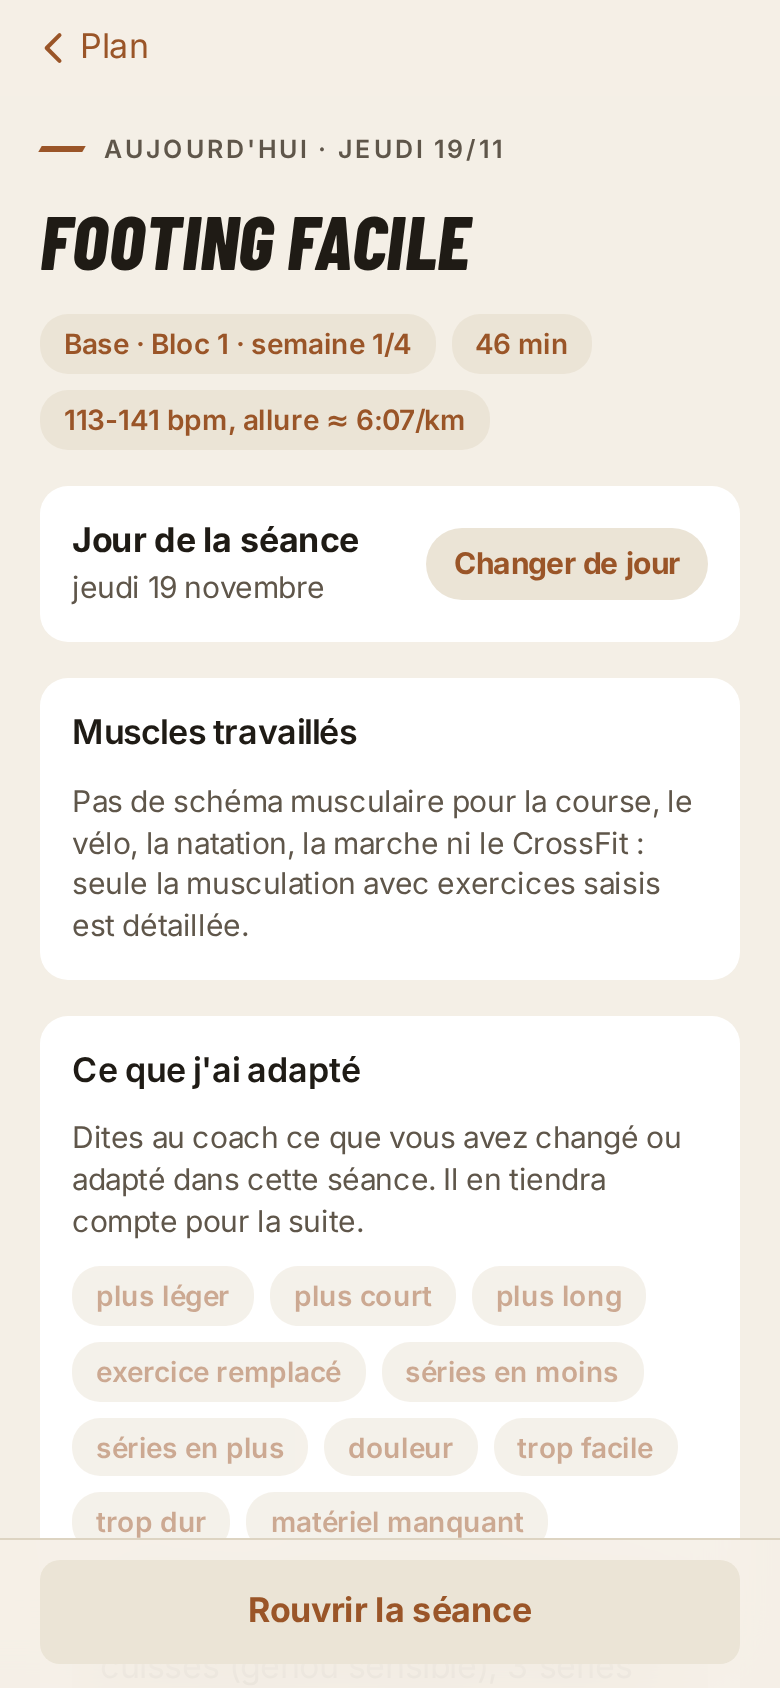 Plan
AUJOURD'HUI · JEUDI 19/11
FOOTING FACILE
Base · Bloc 1 · semaine 1/4
46 min
113-141 bpm, allure ≈ 6:07/km
Jour de la séance
jeudi 19 novembre
Changer de jour
Muscles travaillés
Pas de schéma musculaire pour la course, le
vélo, la natation, la marche ni le CrossFit :
seule la musculation avec exercices saisis
est détaillée.
Ce que j'ai adapté
Dites au coach ce que vous avez changé ou
adapté dans cette séance. Il en tiendra
compte pour la suite.
plus léger
plus court
plus long
exercice remplacé
séries en moins
séries en plus
douleur
trop facile
trop dur
matériel manquant
Rouvrir la séance
cuisses (genou sensible), 3 séries